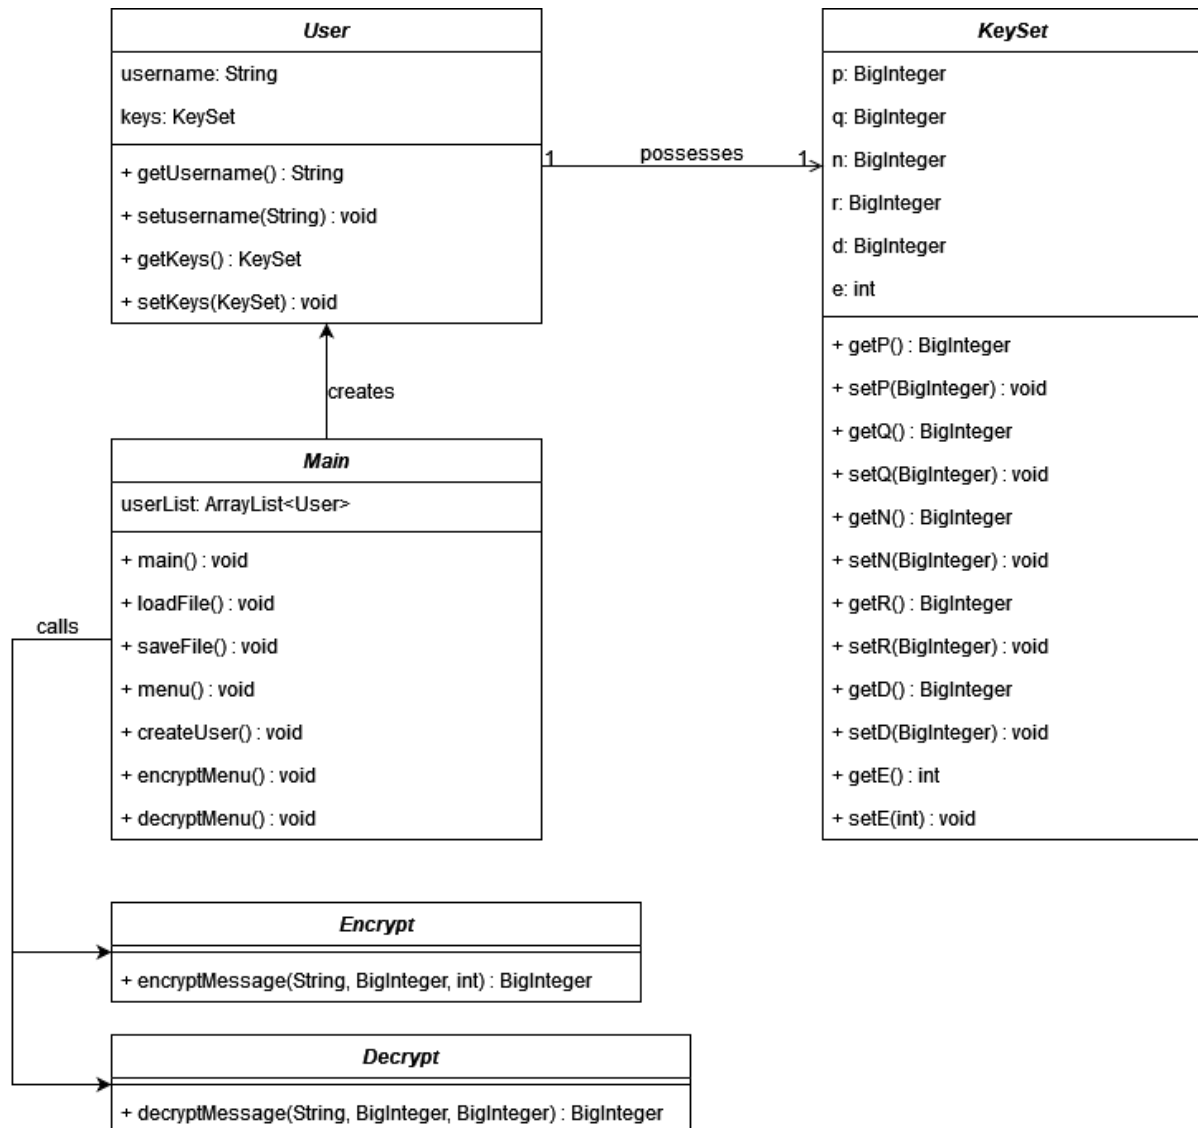 User
username: String
keys: KeySet
+ getUsername() : String
+ setusername(String) : void
+ getKeys() : KeySet
+ setKeys(KeySet) : void
1
possesses
1
KeySet
p: BigInteger
q: BigInteger
n: BigInteger
r: BigInteger
d: BigInteger
e: int
+ getP() : BigInteger
+ setP(BigInteger) : void
+ getQ() : BigInteger
+ setQ(BigInteger) : void
+ getN() : BigInteger
+ setN(BigInteger) : void
+ getR() : BigInteger
+ setR(BigInteger) : void
+ getD() : BigInteger
+ setD(BigInteger) : void
+ getE() : int
+ setE(int) : void
creates
Main
userList: ArrayList<User>
+ main() : void
+ loadFile() : void
+ saveFile() : void
+ menu() : void
+ createUser() : void
+ encryptMenu() : void
+ decryptMenu() : void
calls
Encrypt
+ encryptMessage(String, BigInteger, int) : BigInteger
Decrypt
+ decryptMessage(String, BigInteger, BigInteger) : BigInteger